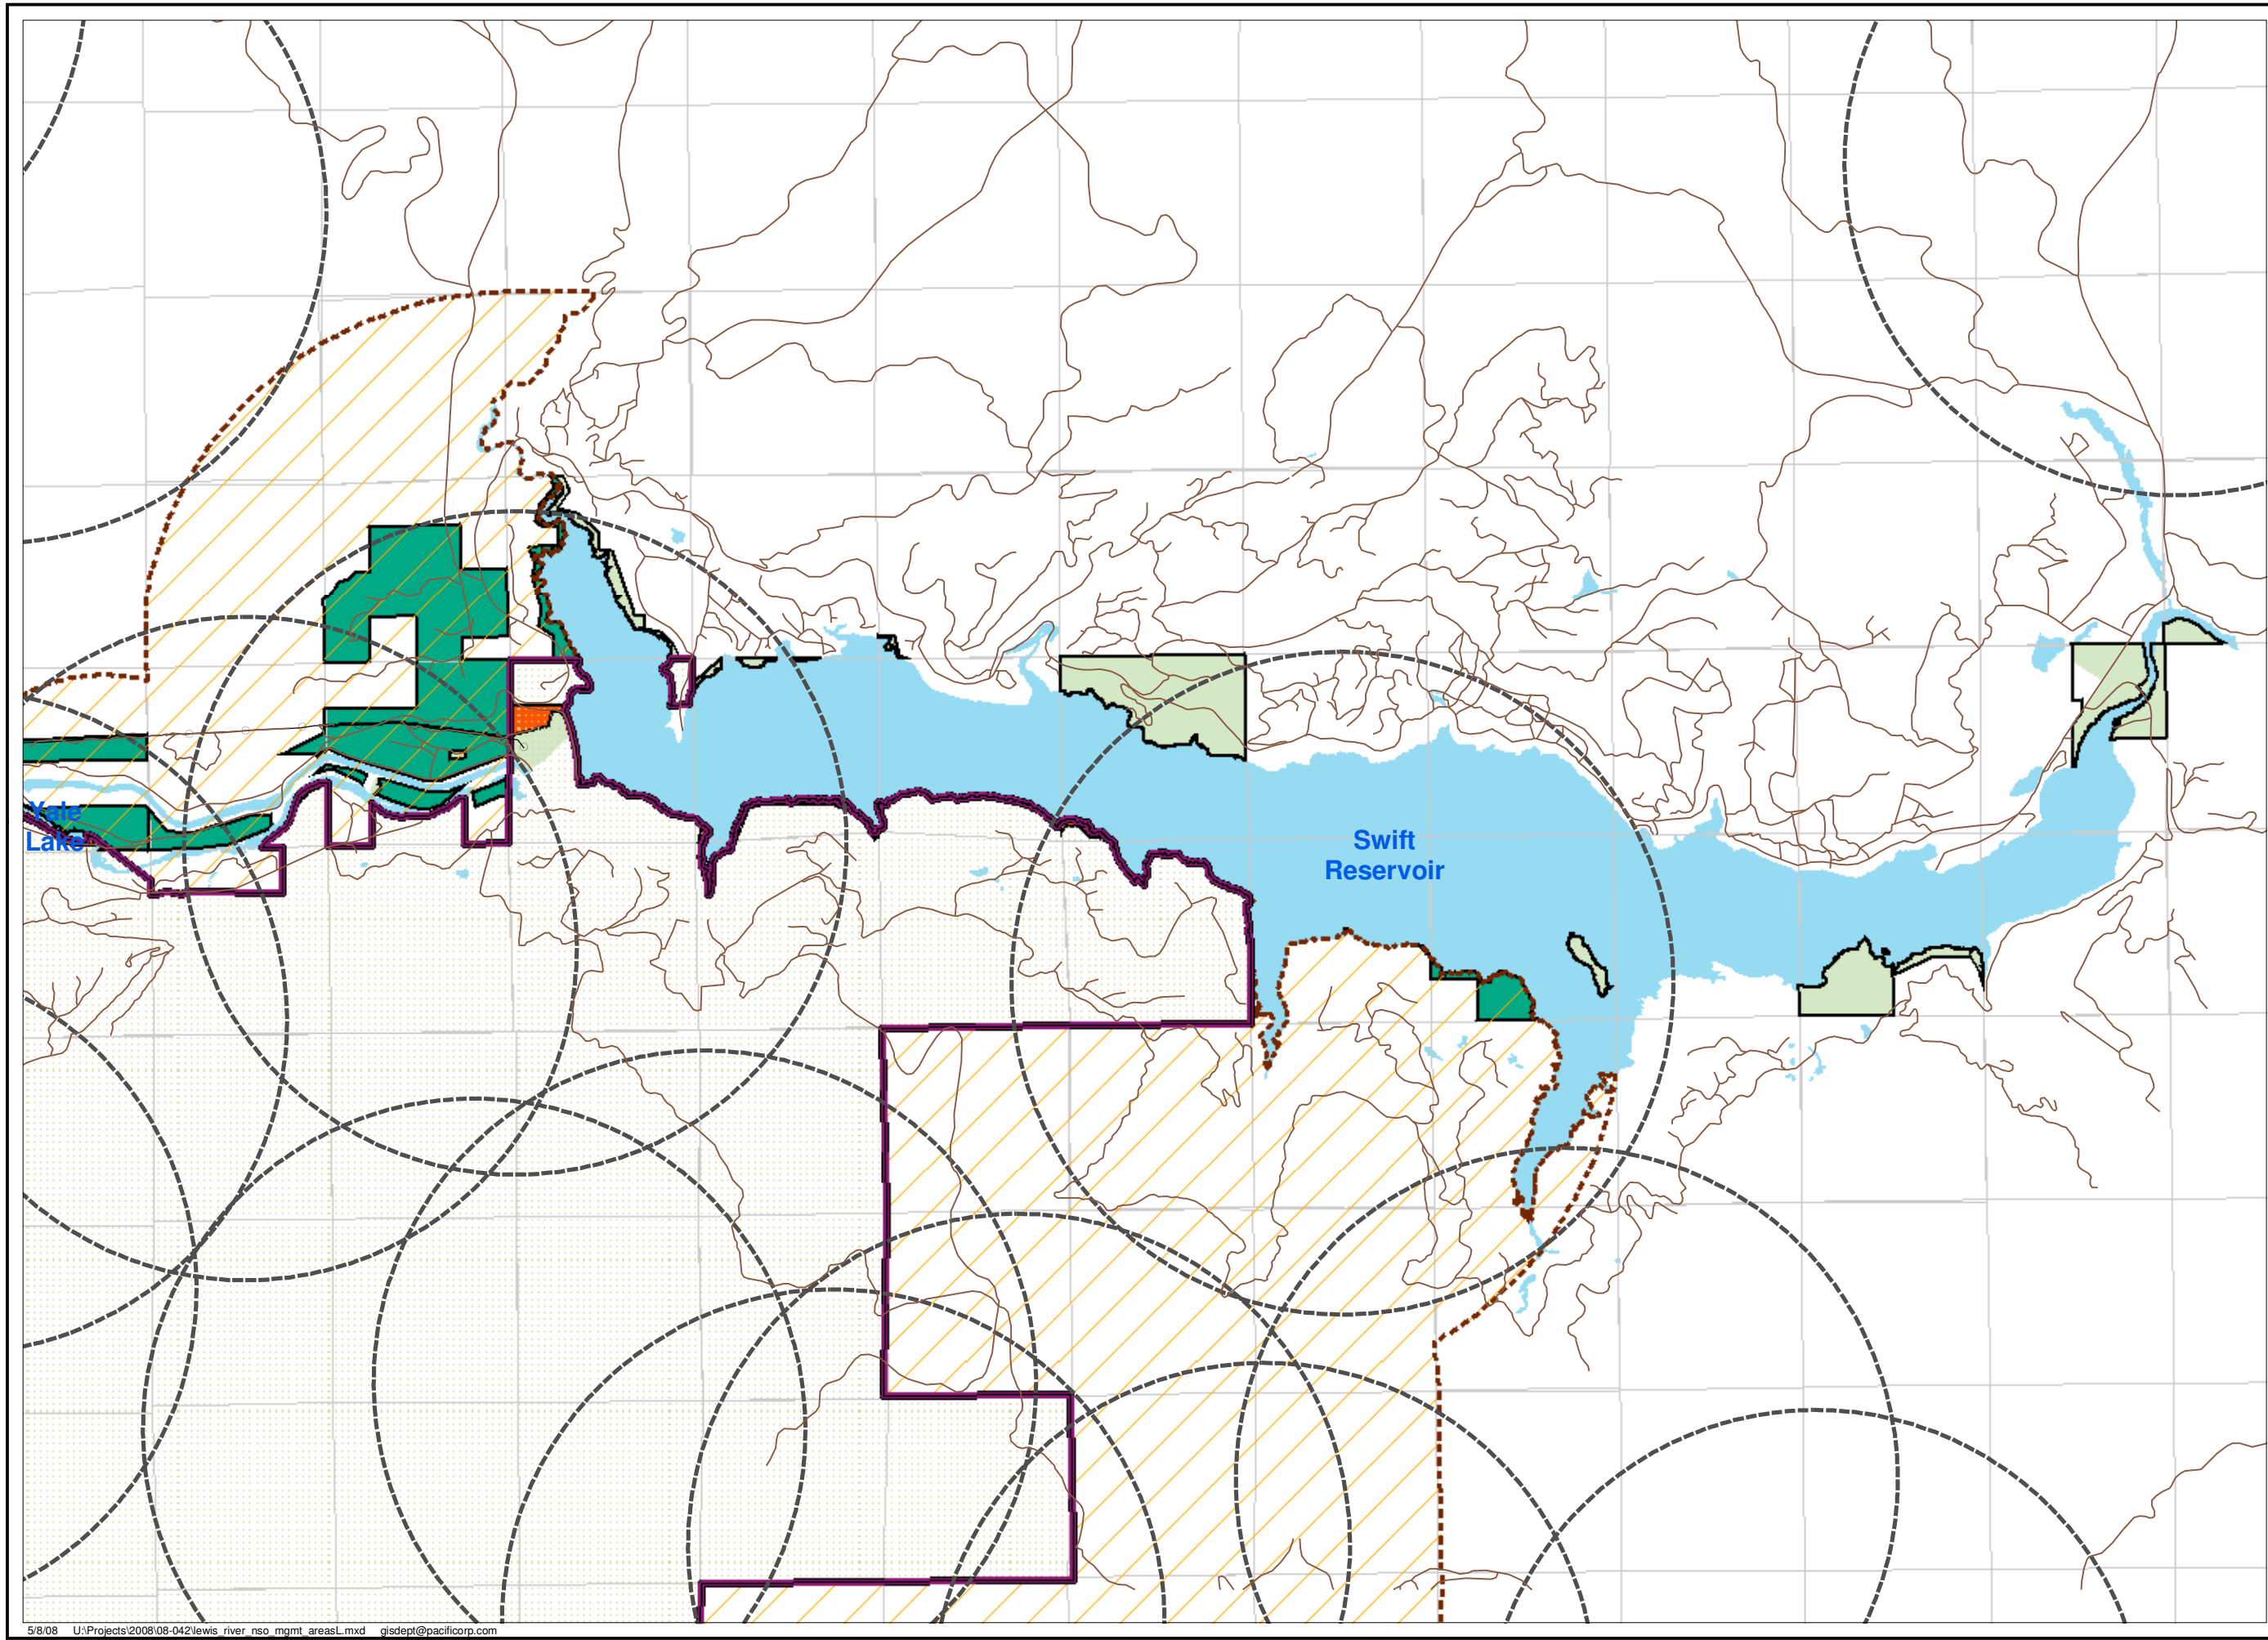 Yale
Lake
Swift
Reservoir
5/8/08 U:\Projects\2008\08-042\lewis_river_nso_mgmt_areasL.mxd gisdept@pacificorp.com